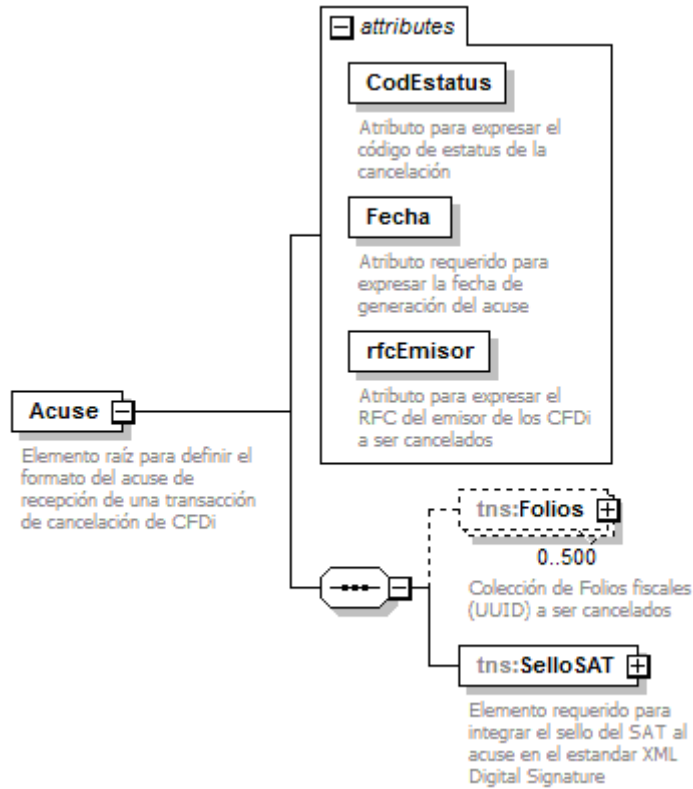 attributes
CodEstatus
Atributo para expresar el
código de estatus de la
cancelación
Fecha
Atributo requerido para
expresar la fecha de
generación del acuse
rfcEmisor
Atributo para expresar el
RFC del emisor de los CFDi
a ser cancelados
Acuse
Elemento raíz para definir el
formato del acuse de
recepción de una transacción
de cancelación de CFDi
tns:Folios
0..500
Colección de Folios fiscales
(UUID) a ser cancelados
tns:SelloSAT
Elemento requerido para
integrar el sello del SAT al
acuse en el estandar XML
Digital Signature